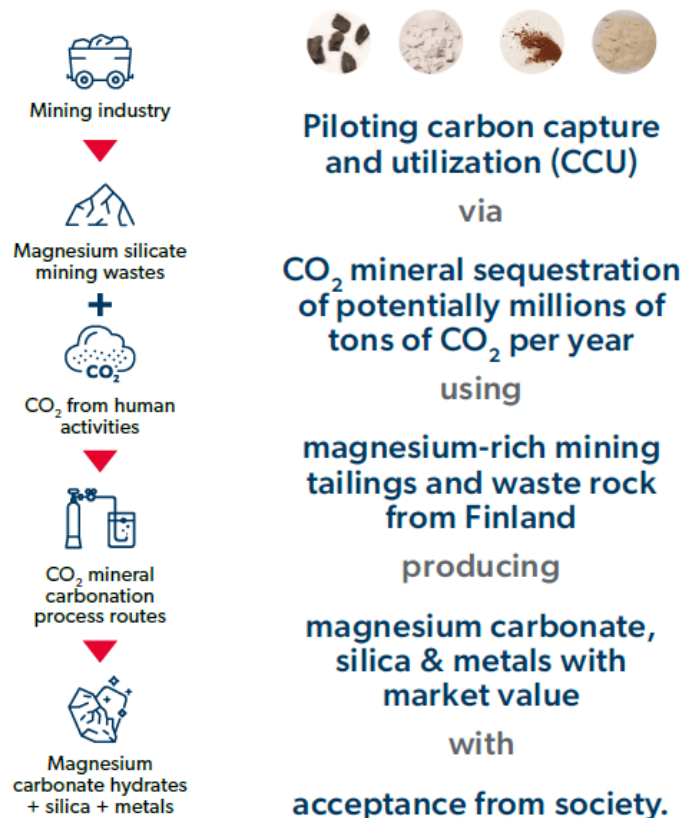 Mining industry
Magnesium silicate
mining wastes
+
CO₂
CO₂ from human
activities
CO₂ mineral
carbonation
process routes
Magnesium
carbonate hydrates
+ silica + metals
Piloting carbon capture
and utilization (CCU)
via
CO₂ mineral sequestration
of potentially millions of
tons of CO₂ per year
using
magnesium-rich mining
tailings and waste rock
from Finland
producing
magnesium carbonate,
silica & metals with
market value
with
acceptance from society.